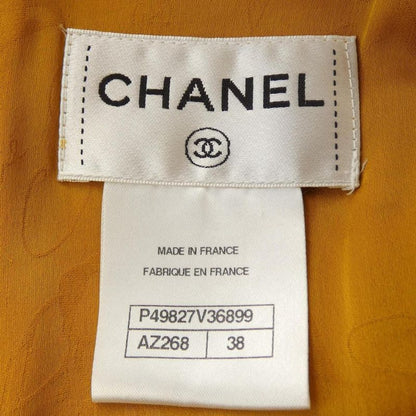 CHANEL
MADE IN FRANCE
FABRIQUE EN FRANCE
P49827V36899
AZ268 38